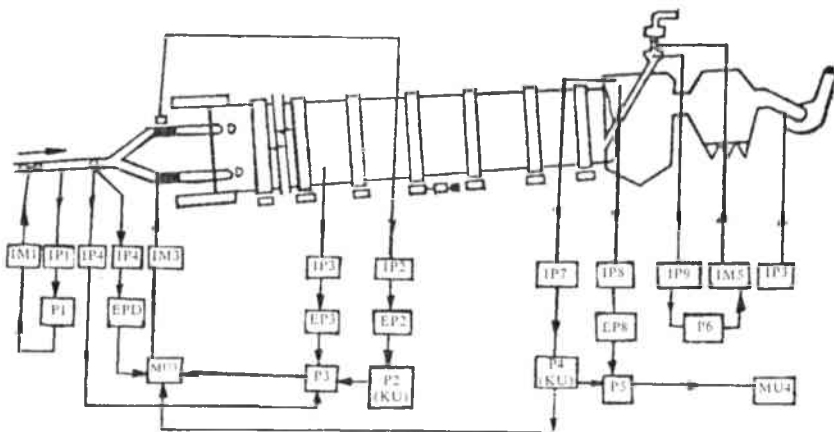 IM1
IP1
IP4
IP4
IM3
IP3
IP2
IP7
IP8
IP9
IM5
IP3
P1
EPD
EP3
EP2
EP8
P6
MU3
P3
P2
(KU)
P4
(KU)
P5
MU4